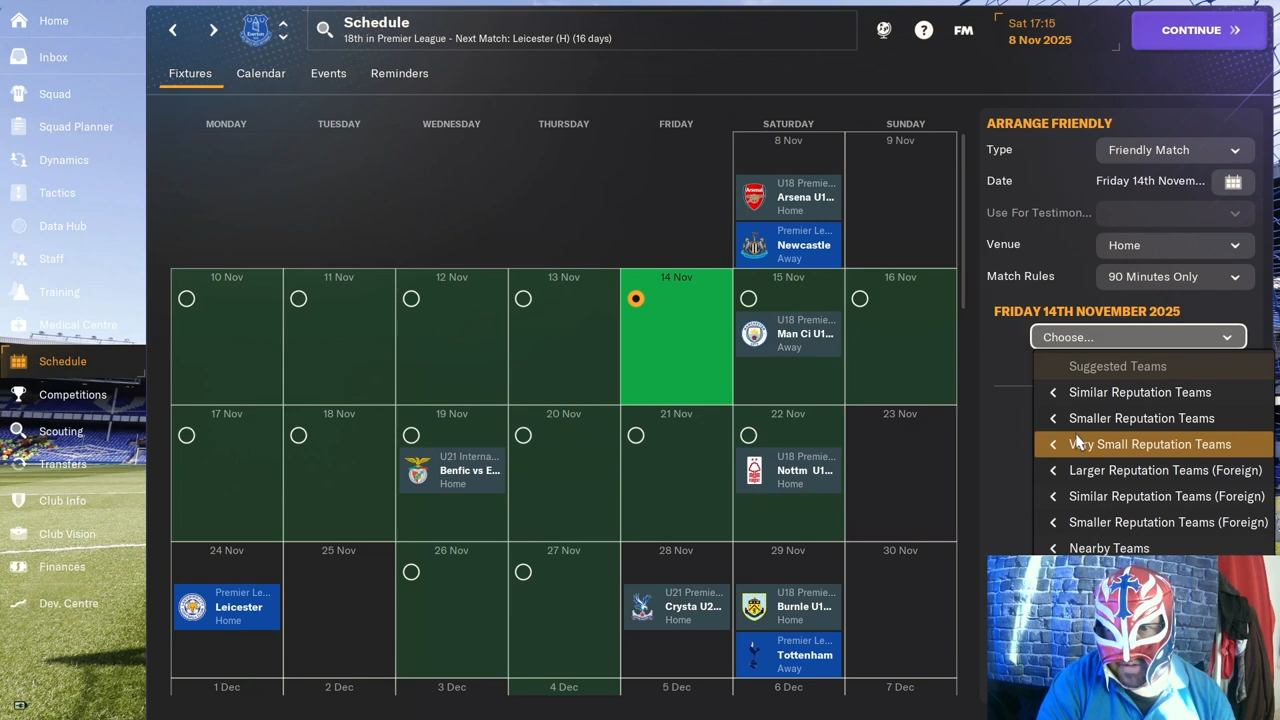 Home
Inbox
Squad
Squad Planner
Dynamics
Tactics
Data Hub
Staff
Training
Medical Centre
Schedule
Competitions
Scouting
Transfers
Club Info
Club Vision
Finances
Dev. Centre
Schedule
18th in Premier League - Next Match: Leicester (H) (16 days)
FM
Sat 17:15
8 Nov 2025
CONTINUE
Fixtures Calendar Events Reminders
MONDAY TUESDAY WEDNESDAY THURSDAY FRIDAY SATURDAY SUNDAY
8 Nov 9 Nov
U18 Premie...
Arsena U1...
Home
Premier Le...
Newcastle
Away
10 Nov 11 Nov 12 Nov 13 Nov 14 Nov 15 Nov 16 Nov
U18 Premie...
Man Ci U1...
Away
17 Nov 18 Nov 19 Nov 20 Nov 21 Nov 22 Nov 23 Nov
U21 Interna...
Benfic vs E...
Home
U18 Premie...
Nottm U1...
Home
24 Nov 25 Nov 26 Nov 27 Nov 28 Nov 29 Nov 30 Nov
Premier Le...
Leicester
Home
U21 Premie...
Crysta U2...
Home
U18 Premie...
Burnle U1...
Home
Premier Le...
Tottenham
Away
1 Dec 2 Dec 3 Dec 4 Dec 5 Dec 6 Dec 7 Dec
ARRANGE FRIENDLY
Type Friendly Match
Date Friday 14th Novem...
Use For Testimon...
Venue Home
Match Rules 90 Minutes Only
FRIDAY 14TH NOVEMBER 2025
Choose...
Suggested Teams
Similar Reputation Teams
Smaller Reputation Teams
Very Small Reputation Teams
Larger Reputation Teams (Foreign)
Similar Reputation Teams (Foreign)
Smaller Reputation Teams (Foreign)
Nearby Teams